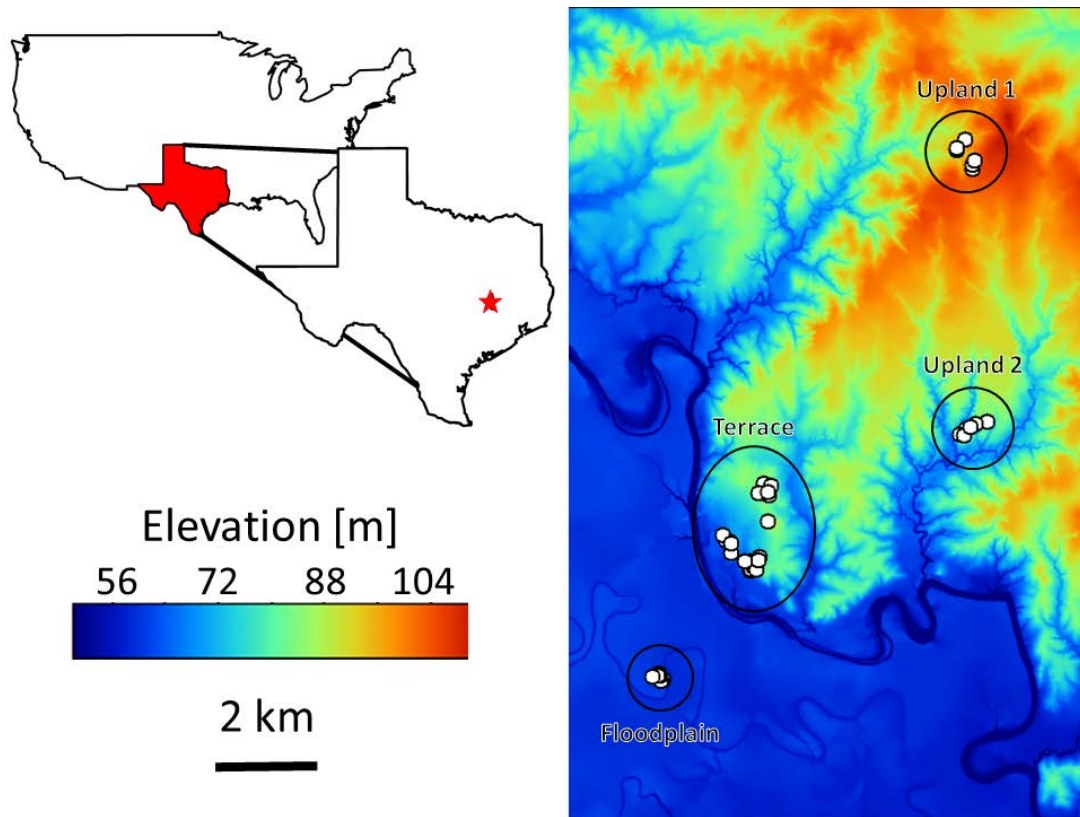 Upland 1
Upland 2
Terrace
Floodplain
Elevation [m]
56 72 88 104
2 km